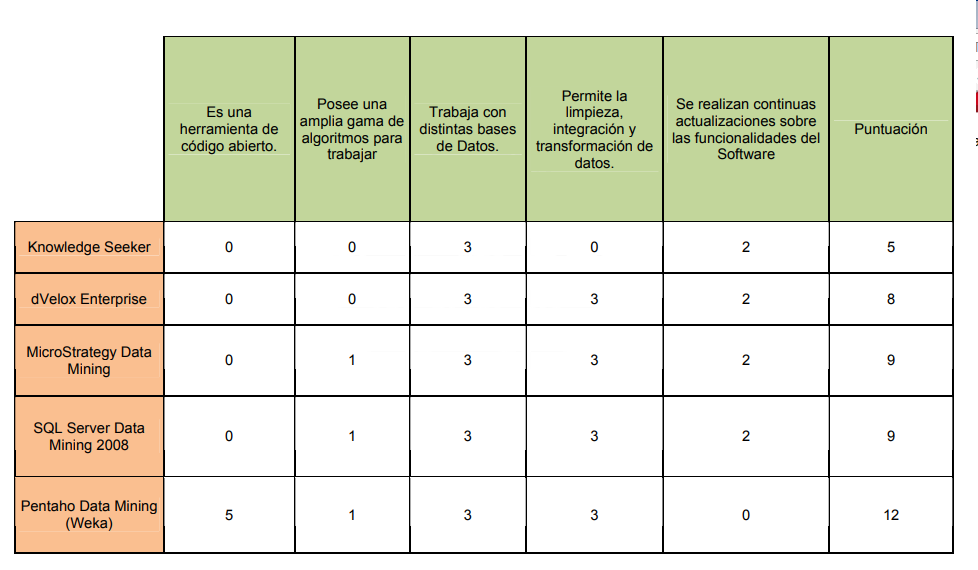 Es una
herramienta de
código abierto.
Posee una
amplia gama de
algoritmos para
trabajar
Trabaja con
distintas bases
de Datos.
Permite la
limpieza,
integración y
transformación de
datos.
Se realizan continuas
actualizaciones sobre
las funcionalidades del
Software
Puntuación
Knowledge Seeker
0
0
3
0
2
5
dVelox Enterprise
0
0
3
3
2
8
MicroStrategy Data
Mining
0
1
3
3
2
9
SQL Server Data
Mining 2008
0
1
3
3
2
9
Pentaho Data Mining
(Weka)
5
1
3
3
0
12